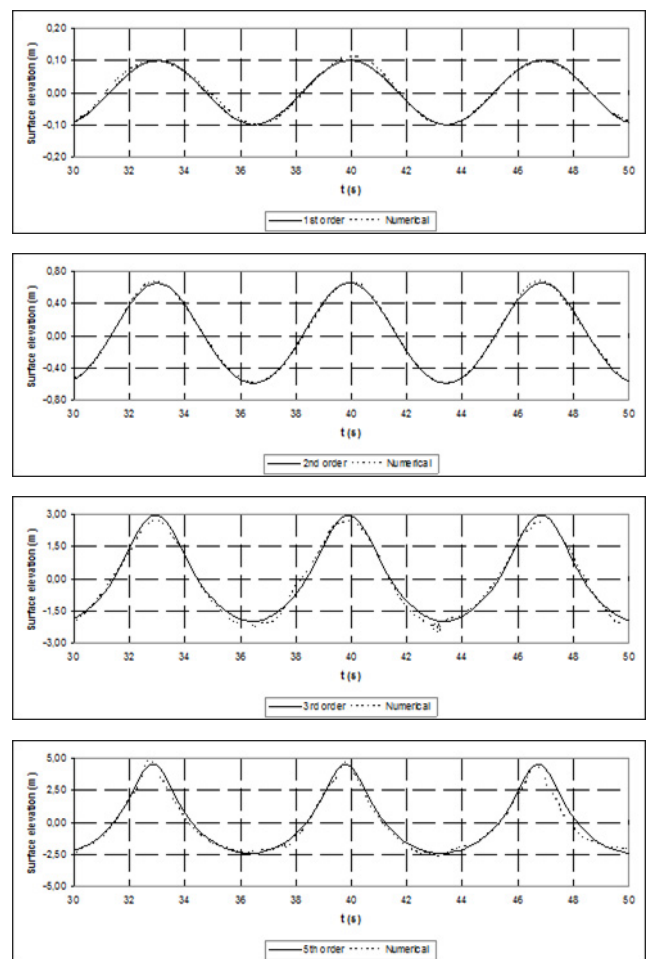 0,20
0,10
0,00
-0,10
-0,20
Surface elevation (m)
30 32 34 36 38 40 42 44 46 48 50
t (s)
1st order Numerical
0,80
0,40
0,00
-0,40
-0,80
Surface elevation (m)
30 32 34 36 38 40 42 44 46 48 50
t (s)
2nd order Numerical
3,00
1,50
0,00
-1,50
-3,00
Surface elevation (m)
30 32 34 36 38 40 42 44 46 48 50
t (s)
3rd order Numerical
5,00
2,50
0,00
-2,50
-5,00
Surface elevation (m)
30 32 34 36 38 40 42 44 46 48 50
t (s)
5th order Numerical